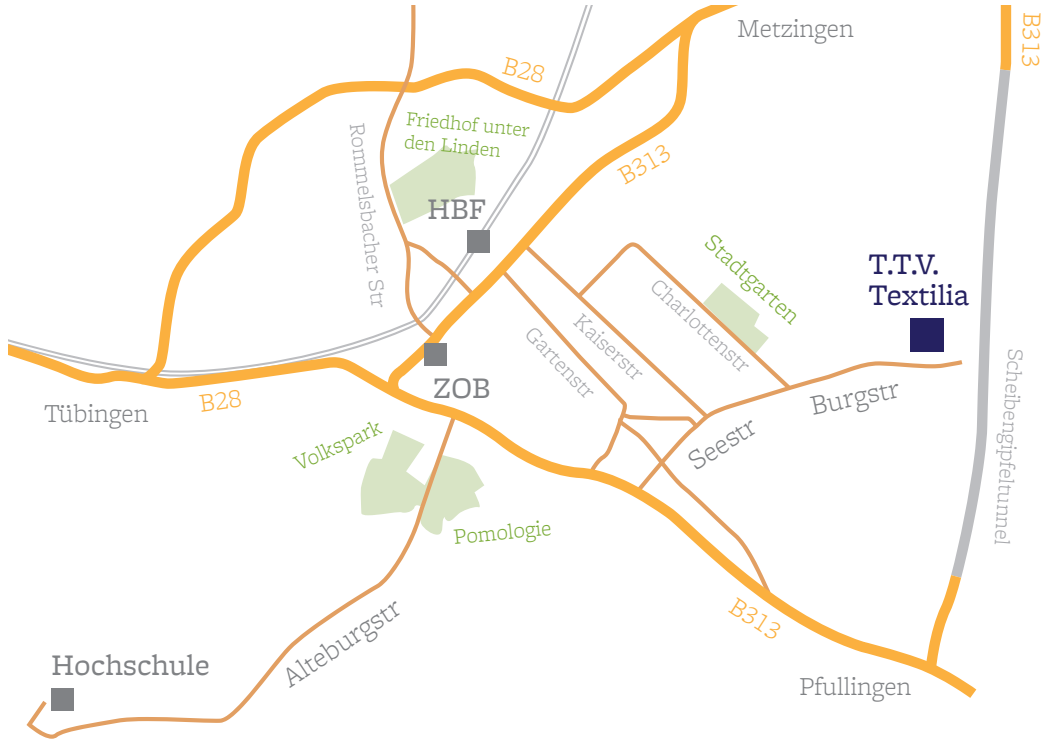 Metzingen
B313
B28
Friedhof unter
den Linden
Rommelsbacher Str
B313
HBF
Stadtgarten
T.T.V.
Textilia
Charlottenstr
Kaiserstr
Gartenstr
Scheibengipfeltunnel
ZOB
Tübingen
B28
Burgstr
Seestr
Volkspark
Pomologie
B313
Alteburgstr
Hochschule
Pfullingen